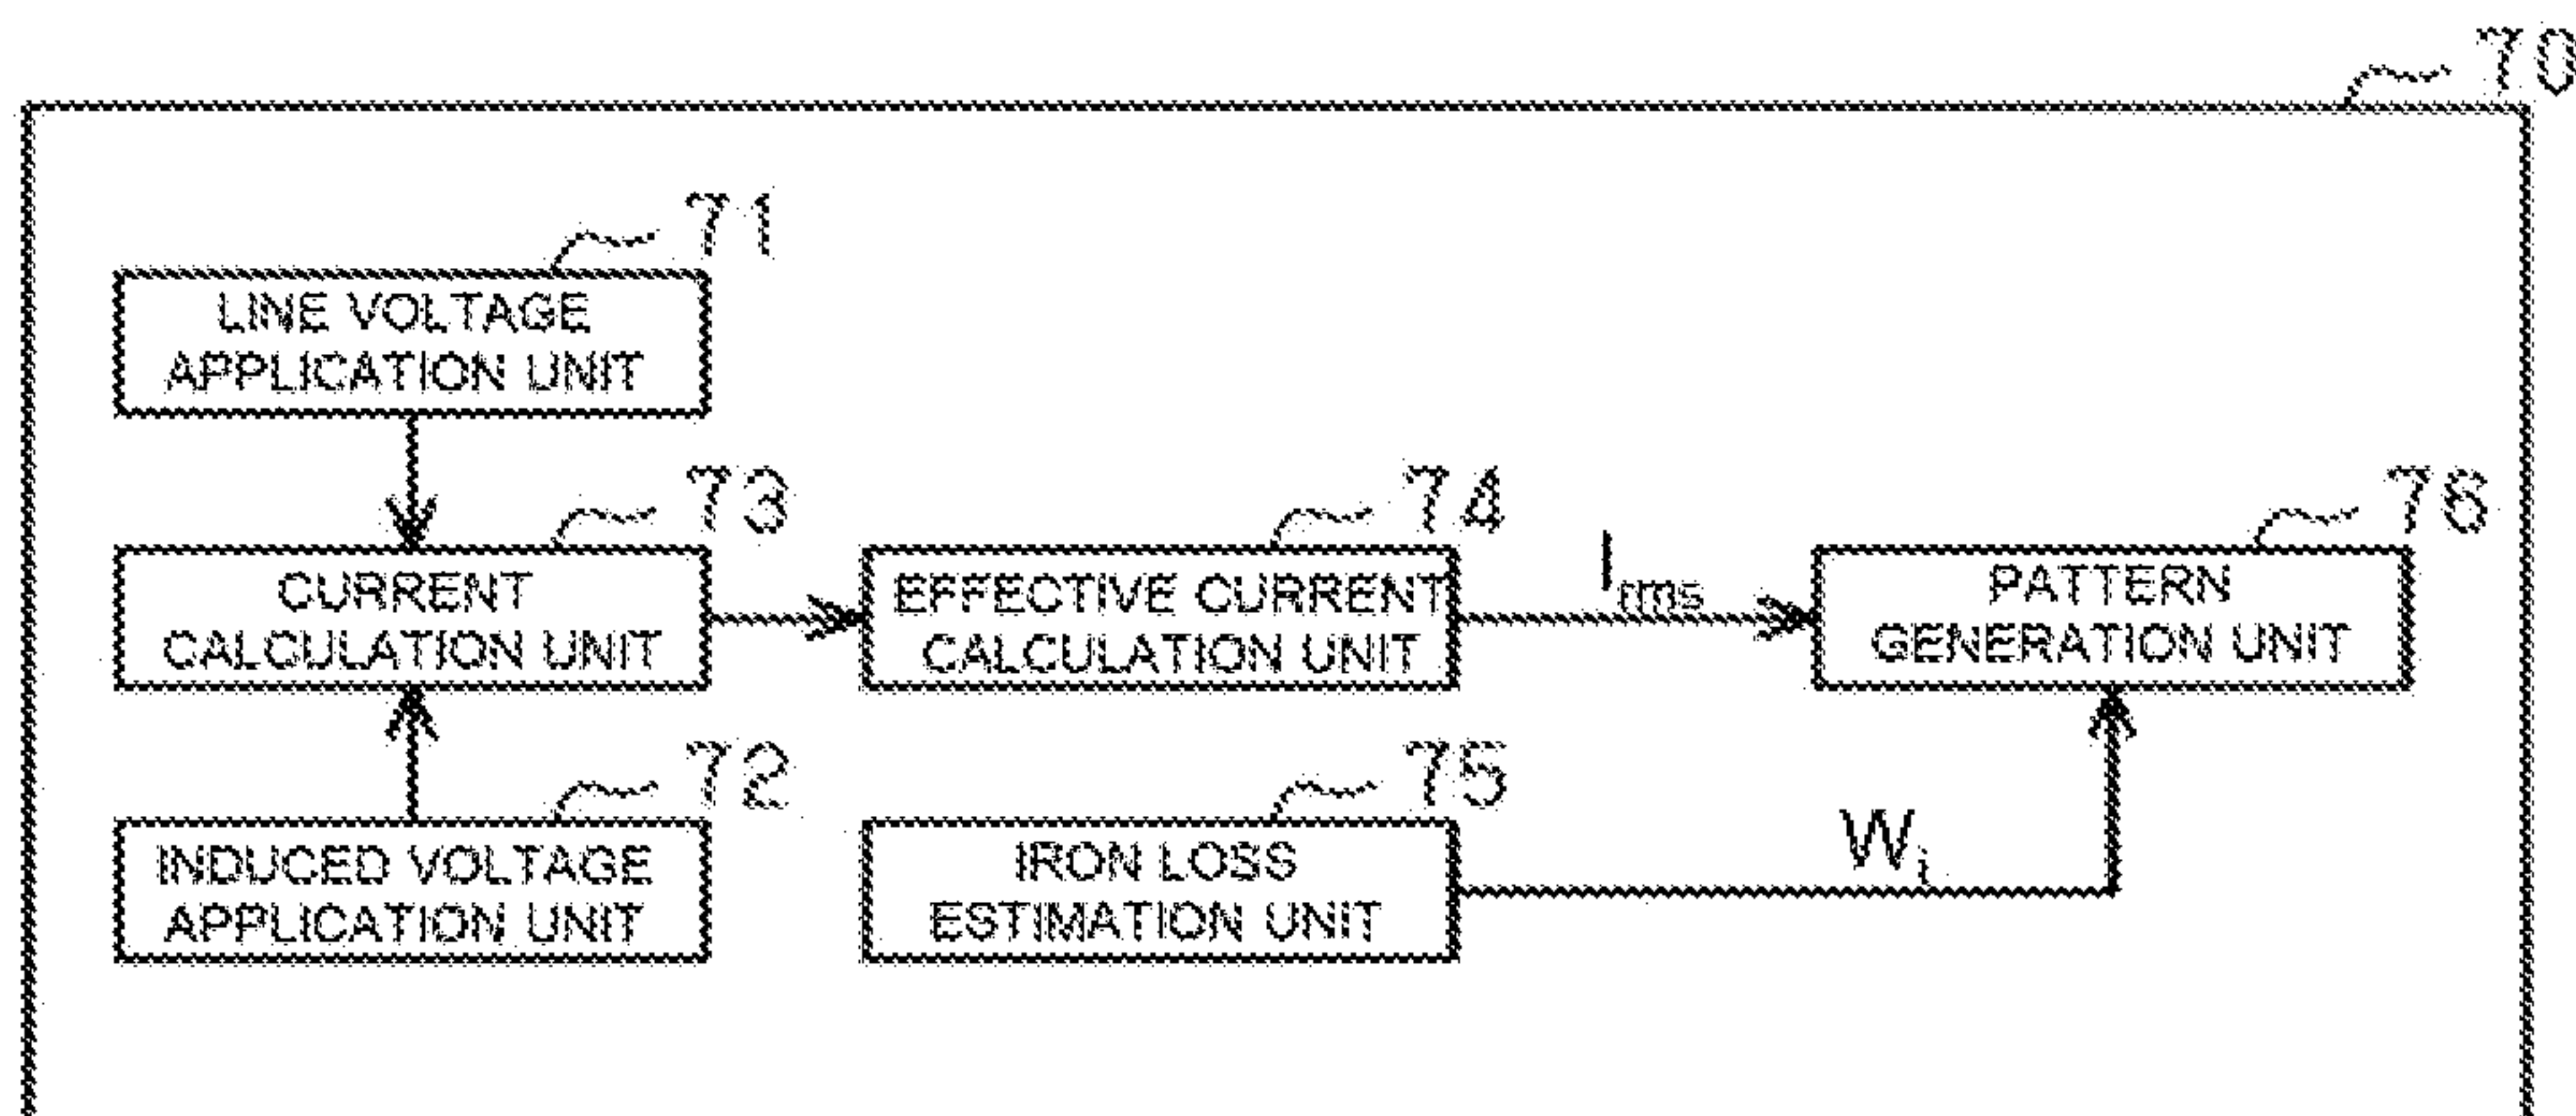 70
71
LINE VOLTAGE
APPLICATION UNIT
73
CURRENT
CALCULATION UNIT
74
EFFECTIVE CURRENT
CALCULATION UNIT
Irms
76
PATTERN
GENERATION UNIT
72
INDUCED VOLTAGE
APPLICATION UNIT
75
IRON LOSS
ESTIMATION UNIT
Wi